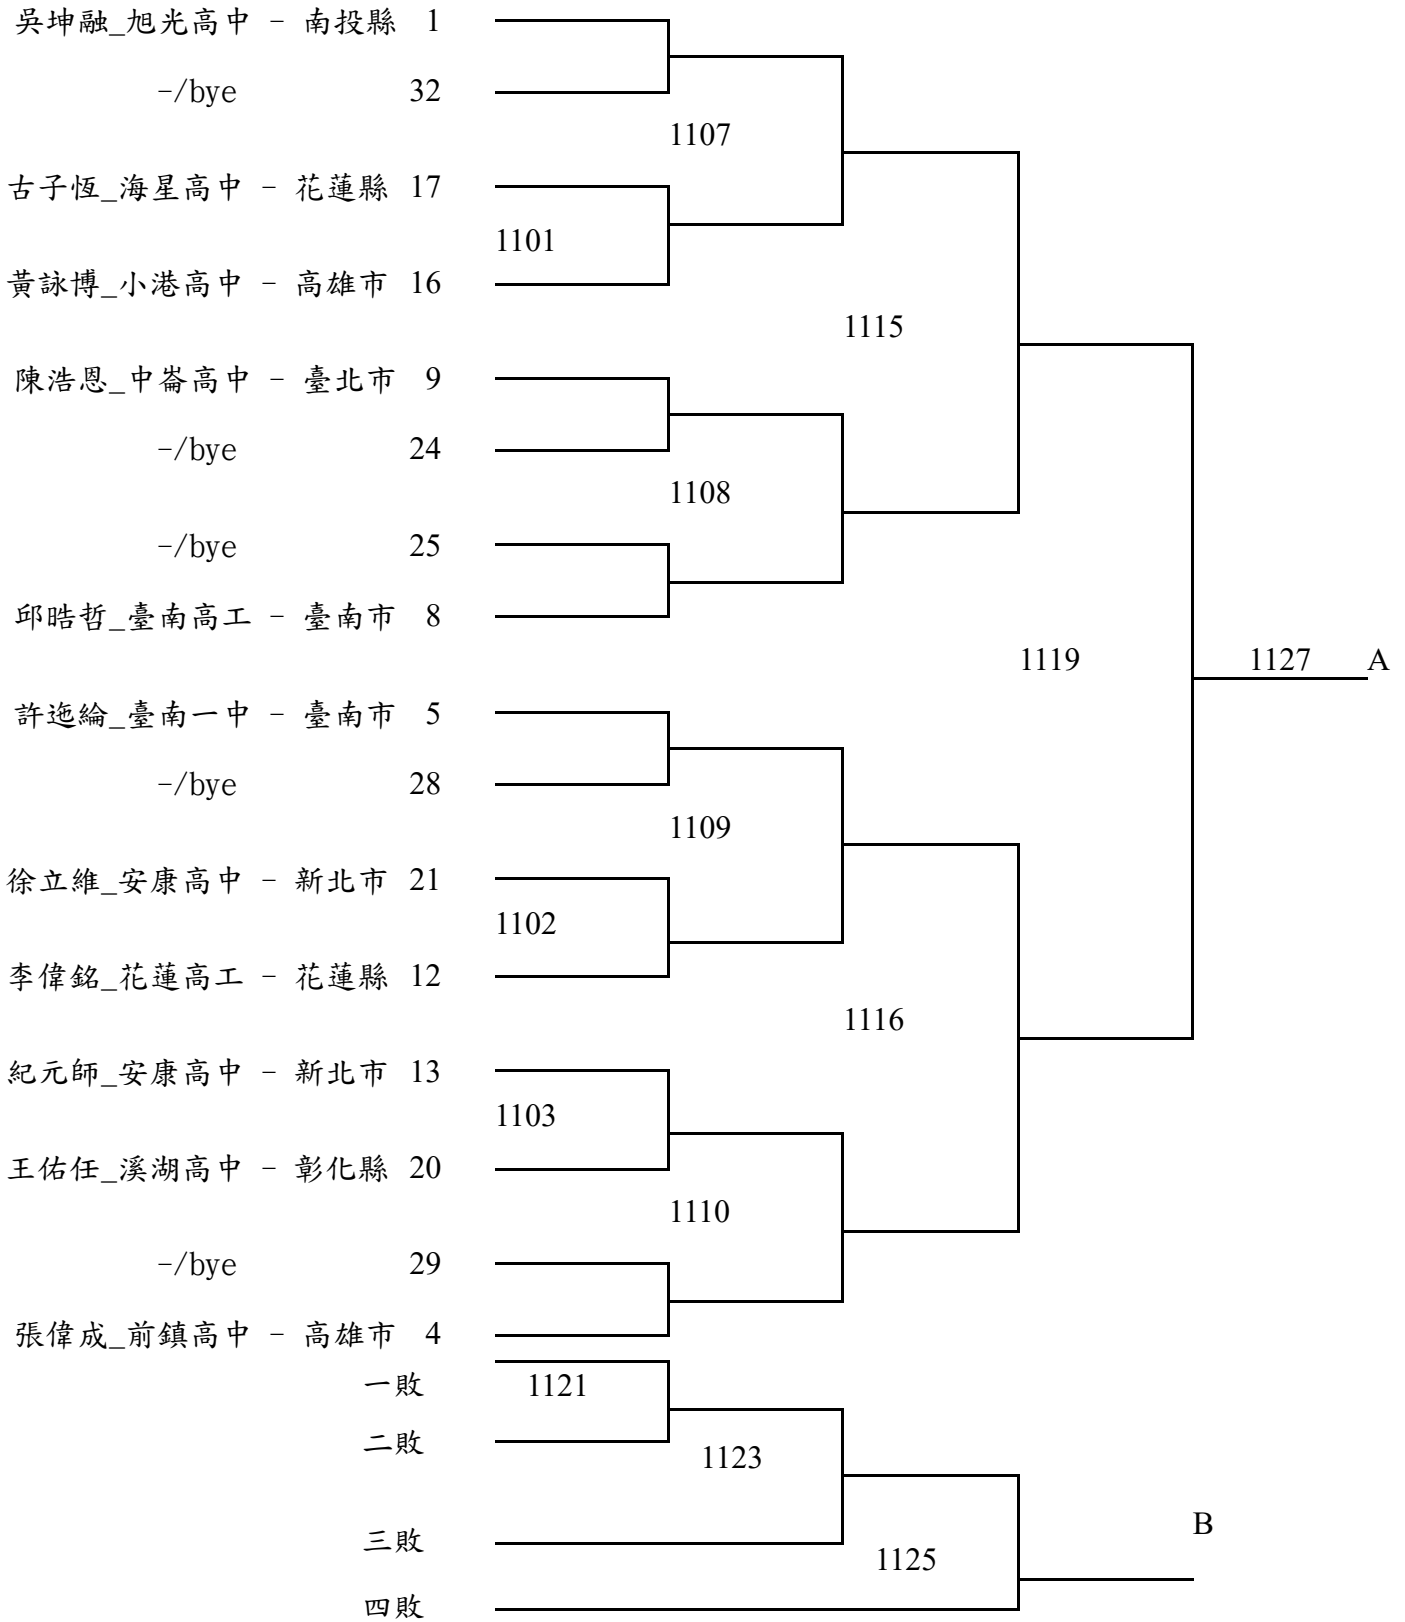 吳坤融_旭光高中 - 南投縣 1
-/bye 32
1107
古子恆_海星高中 - 花蓮縣 17
1101
黃詠博_小港高中 - 高雄市 16
1115
陳浩恩_中崙高中 - 臺北市 9
-/bye 24
1108
-/bye 25
邱晧哲_臺南高工 - 臺南市 8
1119 1127 A
許迤綸_臺南一中 - 臺南市 5
-/bye 28
1109
徐立維_安康高中 - 新北市 21
1102
李偉銘_花蓮高工 - 花蓮縣 12
1116
紀元師_安康高中 - 新北市 13
1103
王佑任_溪湖高中 - 彰化縣 20
1110
-/bye 29
張偉成_前鎮高中 - 高雄市 4
一敗 1121
二敗
1123
B
三敗
1125
四敗